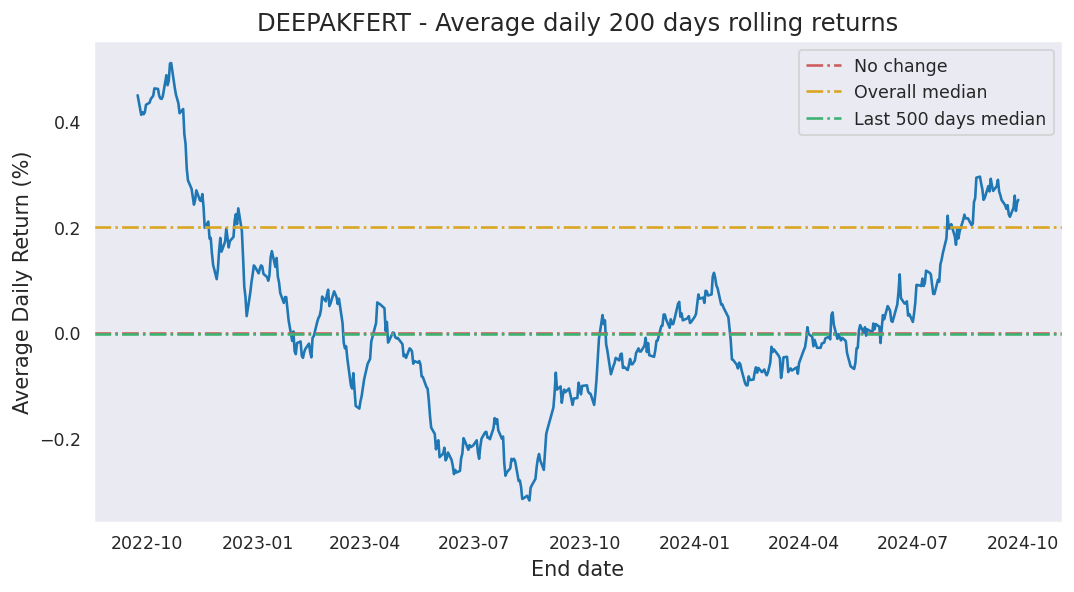 DEEPAKFERT - Average daily 200 days rolling returns
No change
Overall median
Last 500 days median
Average Daily Return (%)
0.4
0.2
0.0
−0.2
2022-10 2023-01 2023-04 2023-07 2023-10 2024-01 2024-04 2024-07 2024-10
End date